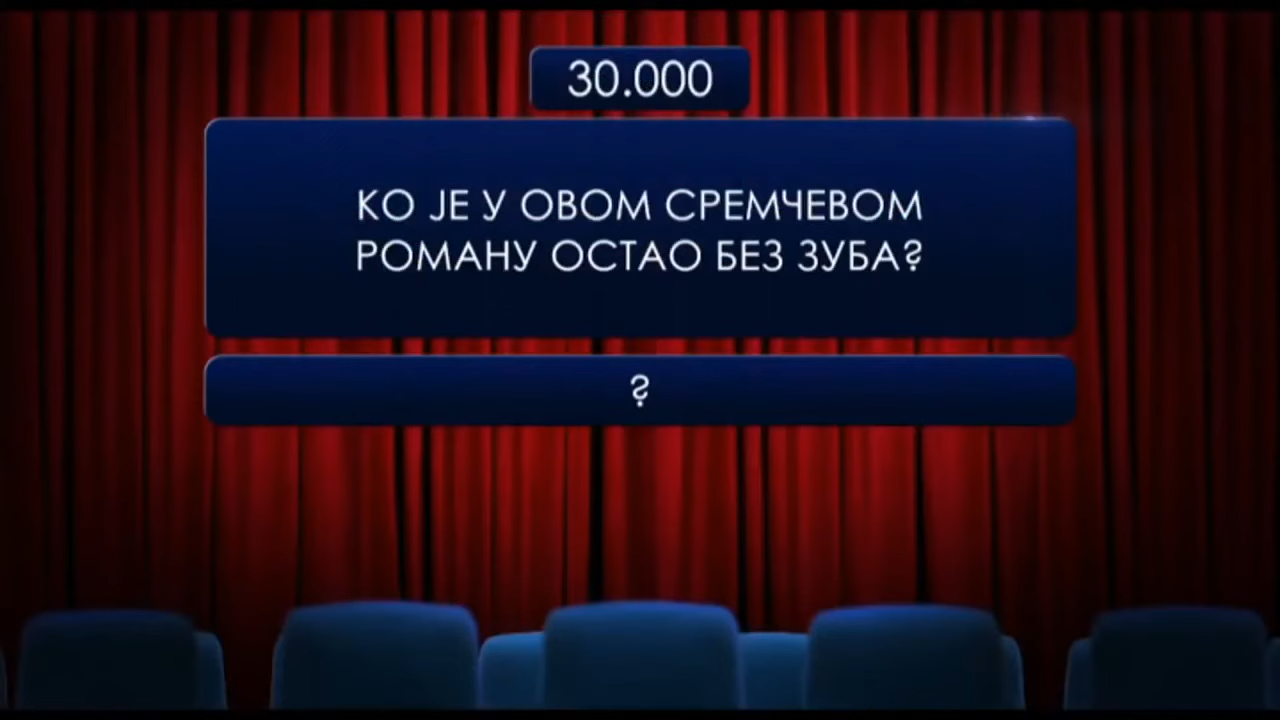 30.000
КО ЈЕ У ОВОМ СРЕМЧЕВОМ
РОМАНУ ОСТАО БЕЗ ЗУБА?
?